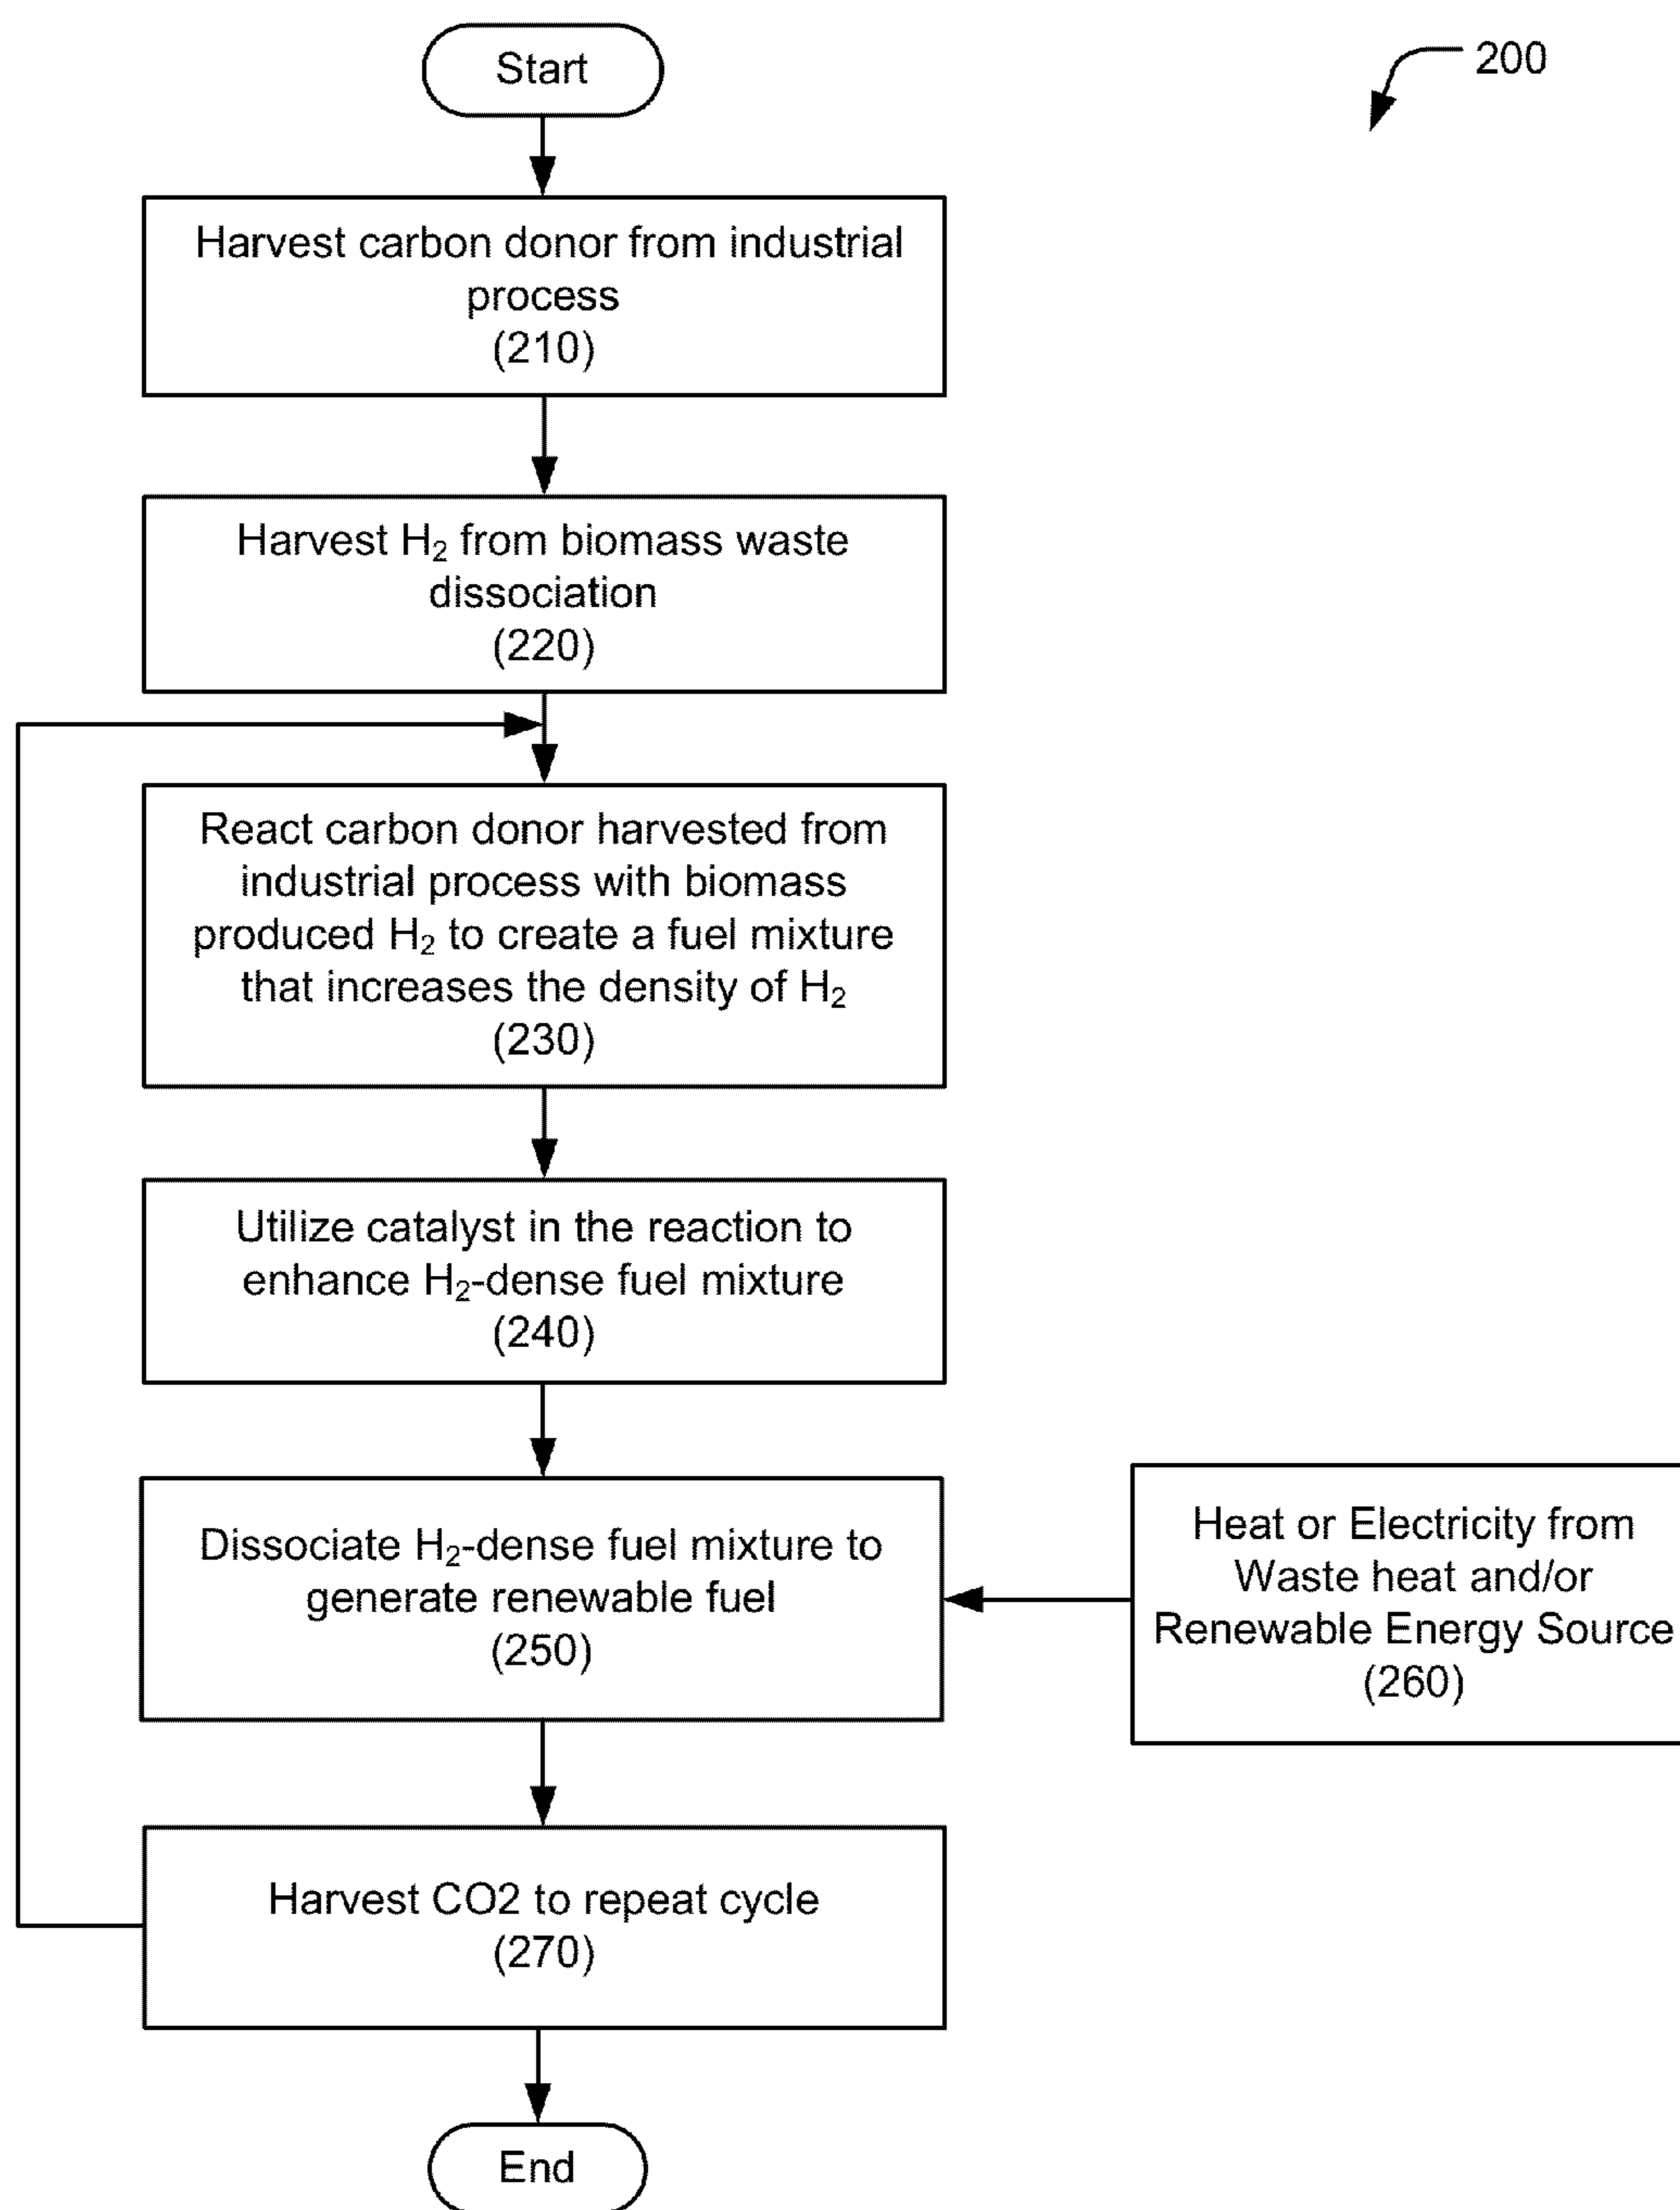 Start
200
Harvest carbon donor from industrial
process
(210)
Harvest H₂ from biomass waste
dissociation
(220)
React carbon donor harvested from
industrial process with biomass
produced H₂ to create a fuel mixture
that increases the density of H₂
(230)
Utilize catalyst in the reaction to
enhance H₂-dense fuel mixture
(240)
Dissociate H₂-dense fuel mixture to
generate renewable fuel
(250)
Heat or Electricity from
Waste heat and/or
Renewable Energy Source
(260)
Harvest CO2 to repeat cycle
(270)
End